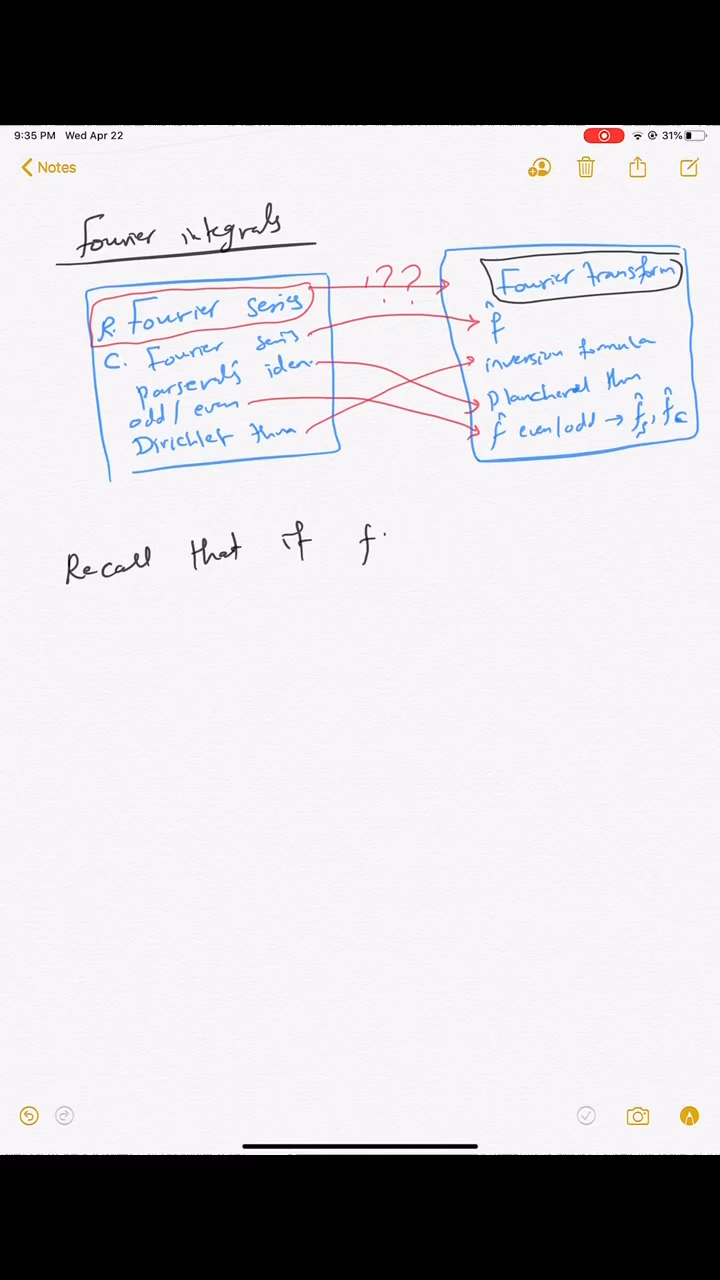 9:35 PM Wed Apr 22
31%
Notes
Fourier integrals
R. Fourier series
C. Fourier series
parseval's iden.
odd/even
Dirichlet thm
??
Fourier transform
f̂
inversion formula
plancheral thm
f̂ even/odd → f̂s, f̂c
Recall that if f